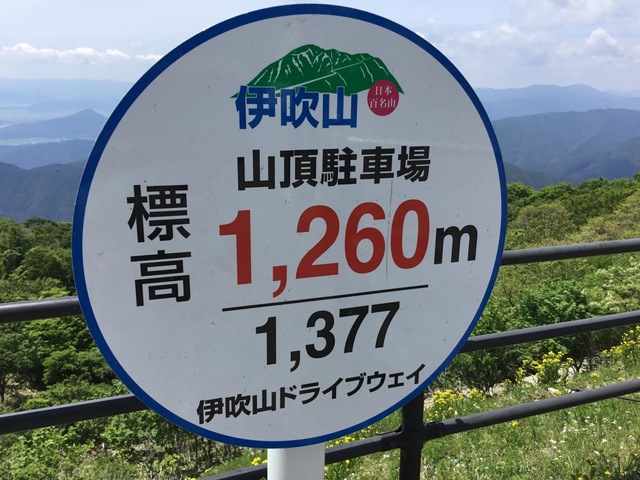 伊吹山
日本
百名山
山頂駐車場
標高
1,260m
1,377
伊吹山ドライブウェイ